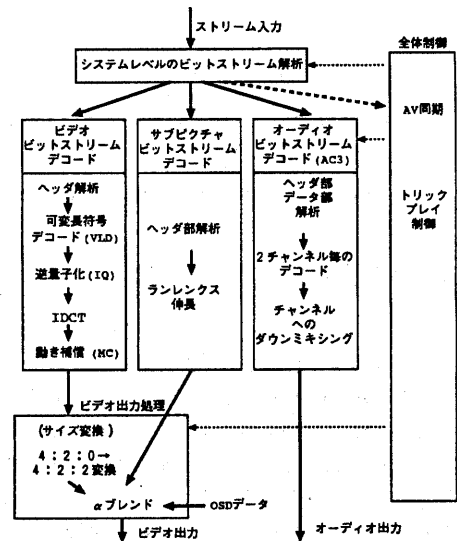 ストリーム入力
システムレベルのビットストリーム解析
全体制御
AV同期
トリック
プレイ
制御
ビデオ
ビットストリーム
デコード
ヘッダ解析
可変長符号
デコード(VLD)
逆量子化(IQ)
IDCT
動き補償(MC)
サブピクチャ
ビットストリーム
デコード
ヘッダ部解析
ランレンクス
伸長
オーディオ
ビットストリーム
デコード(AC3)
ヘッダ部
データ部
解析
2チャンネル毎の
デコード
チャンネル
への
ダウンミキシング
ビデオ出力処理
(サイズ変換)
4:2:0→
4:2:2変換
αブレンド
OSDデータ
ビデオ出力
オーディオ出力